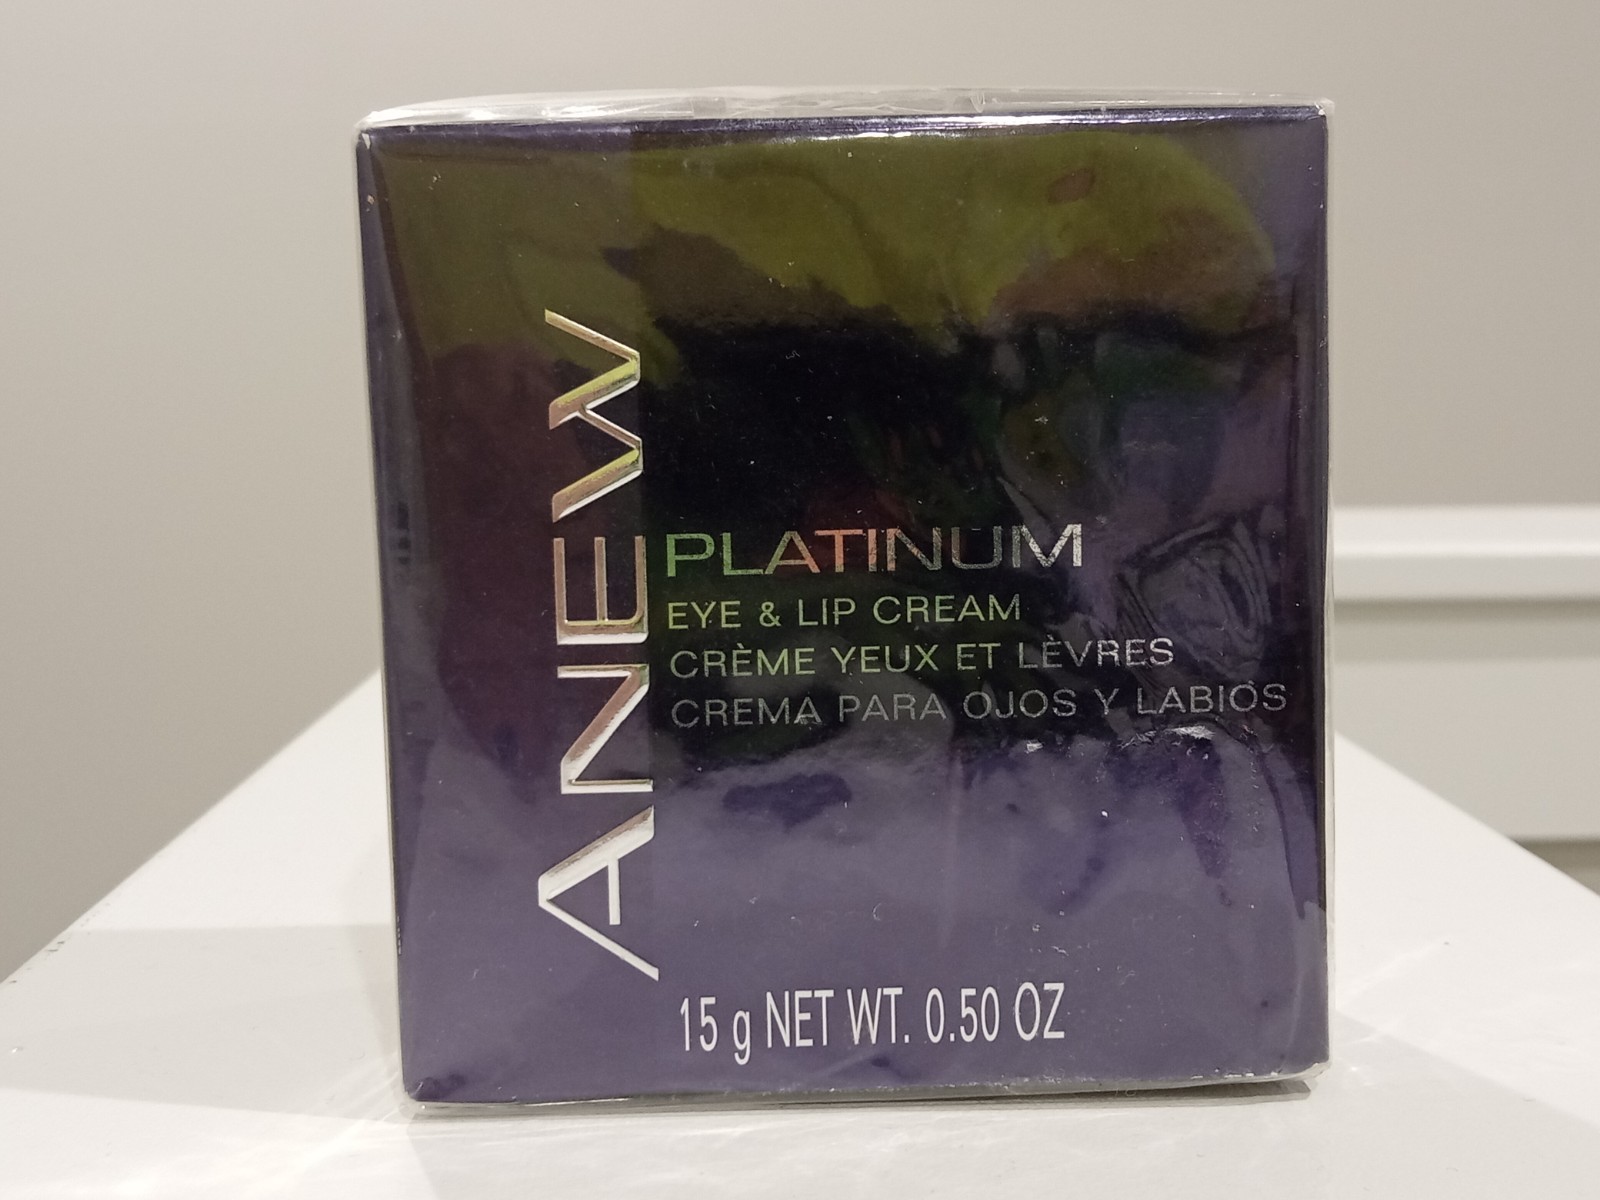 ANEW
PLATINUM
EYE & LIP CREAM
CRÈME YEUX ET LÈVRES
CREMA PARA OJOS Y LABIOS
15 g NET WT. 0.50 OZ